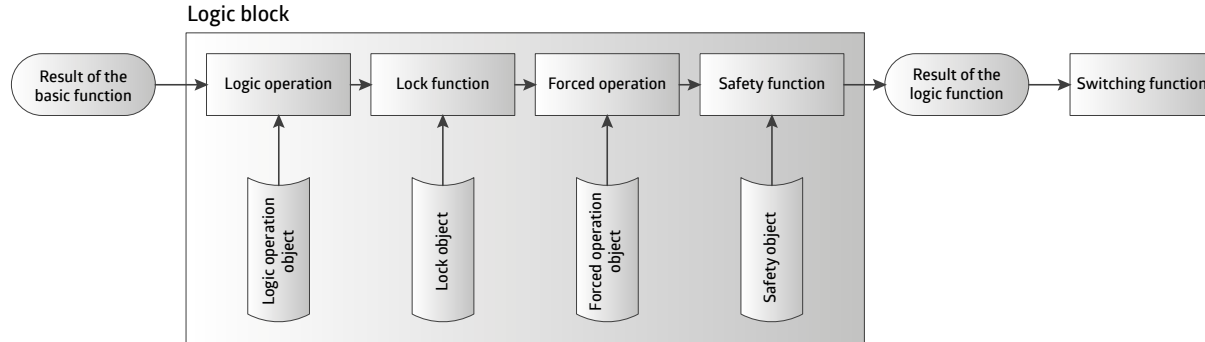 Logic block
Result of the
basic function
Logic operation
Lock function
Forced operation
Safety function
Result of the
logic function
Switching function
Logic operation
object
Lock object
Forced operation
object
Safety object